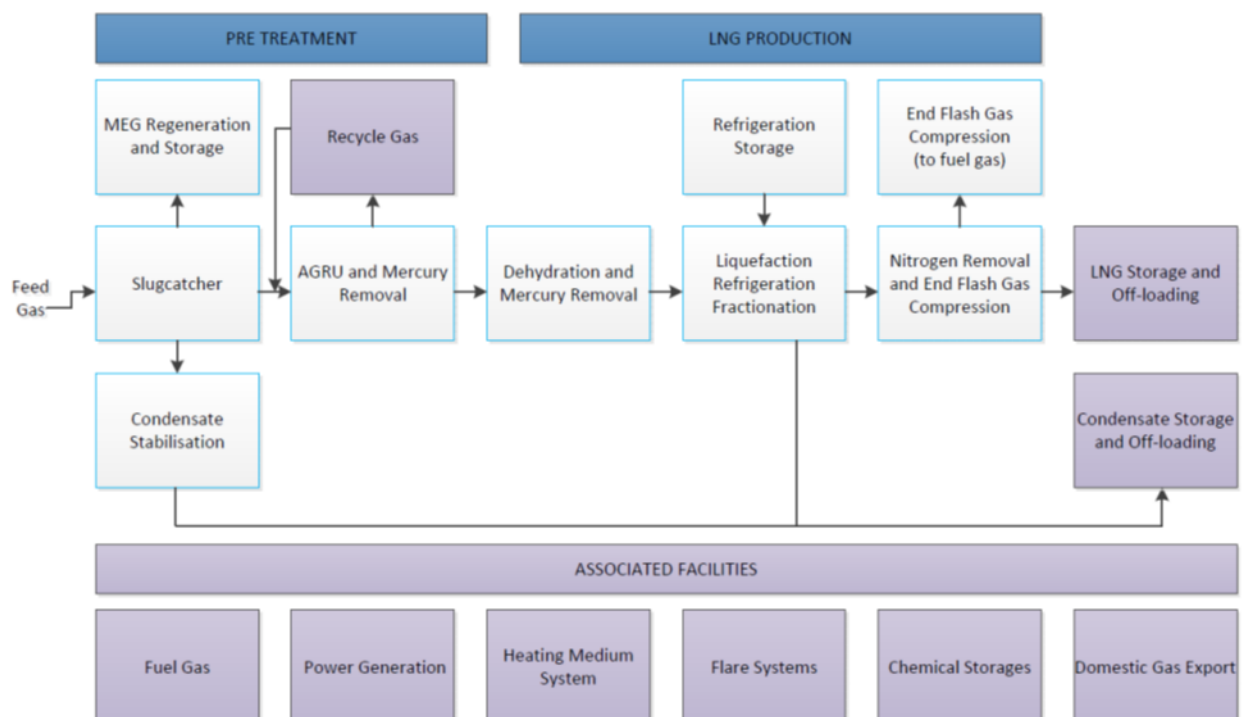 PRE TREATMENT
LNG PRODUCTION
MEG Regeneration
and Storage
Recycle Gas
Refrigeration
Storage
End Flash Gas
Compression
(to fuel gas)
Feed
Gas
Slugcatcher
AGRU and Mercury
Removal
Dehydration and
Mercury Removal
Liquefaction
Refrigeration
Fractionation
Nitrogen Removal
and End Flash Gas
Compression
LNG Storage and
Off-loading
Condensate
Stabilisation
Condensate Storage
and Off-loading
ASSOCIATED FACILITIES
Fuel Gas
Power Generation
Heating Medium
System
Flare Systems
Chemical Storages
Domestic Gas Export